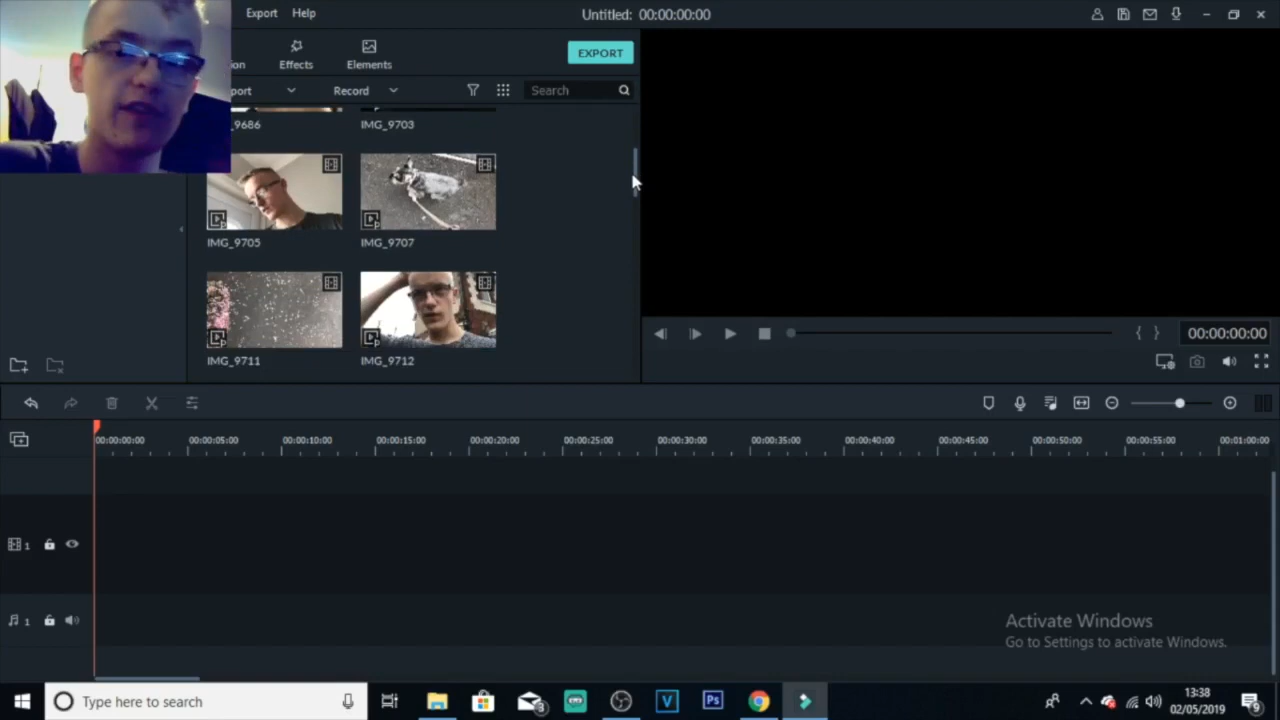 Export Help
Untitled: 00:00:00:00
Effects
Elements
EXPORT
Record
Search
IMG_9703
IMG_9705
IMG_9707
IMG_9711
IMG_9712
00:00:00:00
00:00:00:00 00:00:05:00 00:00:10:00 00:00:15:00 00:00:20:00 00:00:25:00 00:00:30:00 00:00:35:00 00:00:40:00 00:00:45:00 00:00:50:00 00:00:55:00 00:01:00:00
1
1
Activate Windows
Go to Settings to activate Windows.
Type here to search
3
V
Ps
13:38
02/05/2019
9